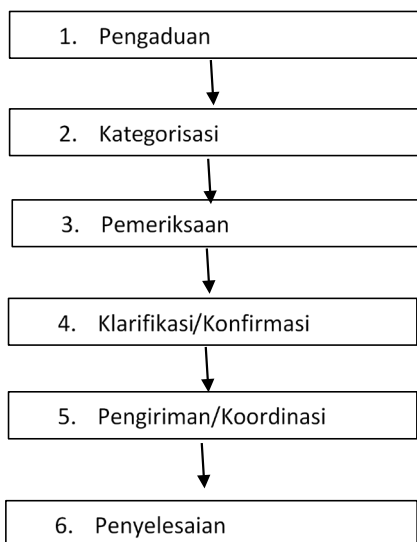 1. Pengaduan
2. Kategorisasi
3. Pemeriksaan
4. Klarifikasi/Konfirmasi
5. Pengiriman/Koordinasi
6. Penyelesaian